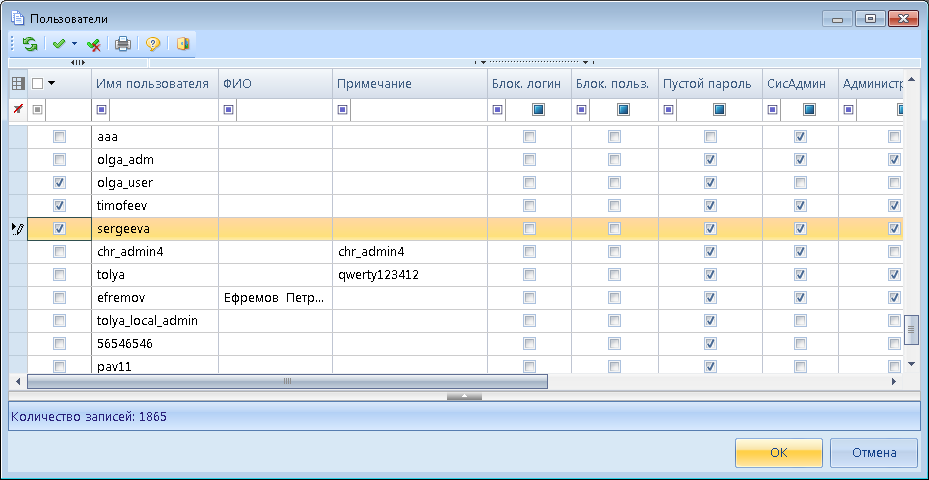 Пользователи
Имя пользователя ФИО Примечание Блок. логин Блок. польз. Пустой пароль СисАдмин Администр
aaa
olga_adm
olga_user
timofeev
sergeeva
chr_admin4 chr_admin4
tolya qwerty123412
efremov Ефремов Петр...
tolya_local_admin
56546546
pav11
Количество записей: 1865
OK Отмена